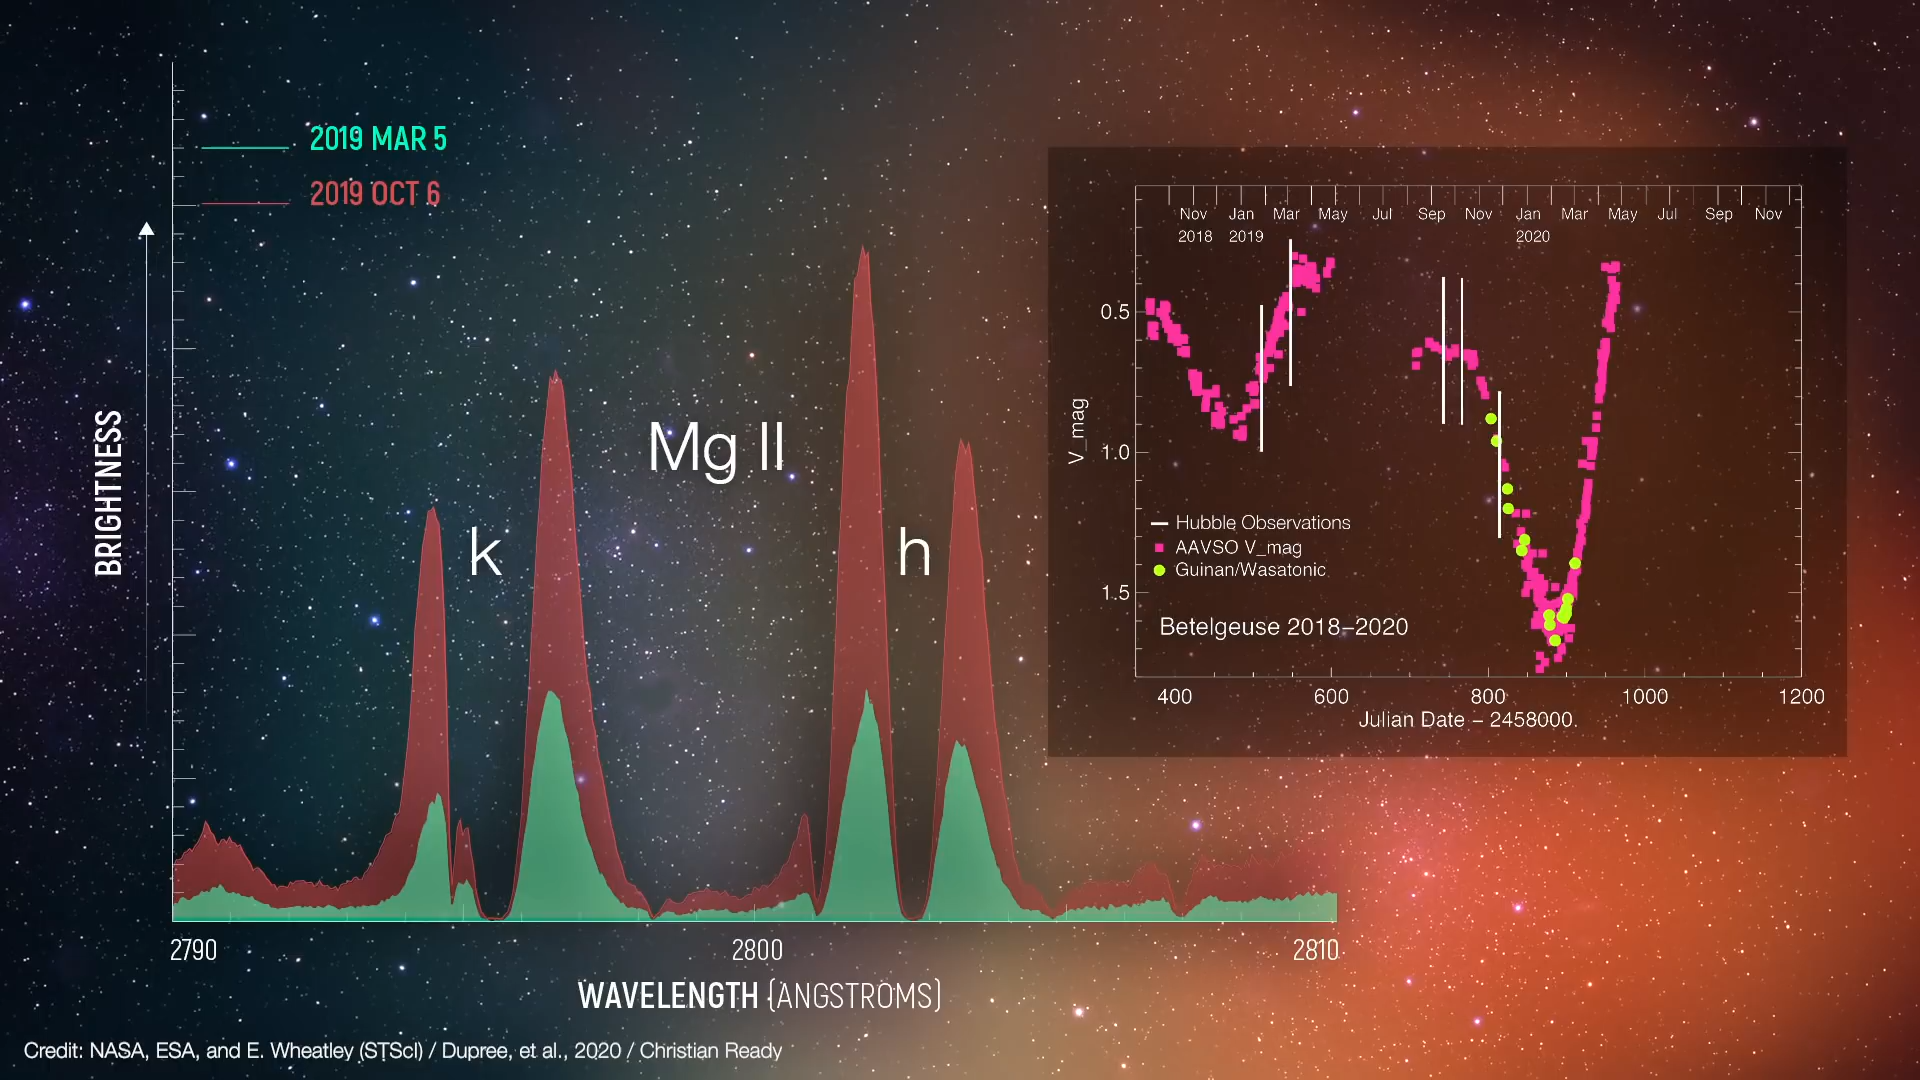 2019 MAR 5
2019 OCT 6
BRIGHTNESS
Mg II
k
h
2790 2800 2810
WAVELENGTH (ANGSTROMS)
Nov Jan Mar May Jul Sep Nov Jan Mar May Jul Sep Nov
2018 2019 2020
0.5
1.0
1.5
V_mag
Hubble Observations
AAVSO V_mag
Guinan/Wasatonic
Betelgeuse 2018–2020
400 600 800 1000 1200
Julian Date – 2458000.
Credit: NASA, ESA, and E. Wheatley (STScI) / Dupree, et al., 2020 / Christian Ready